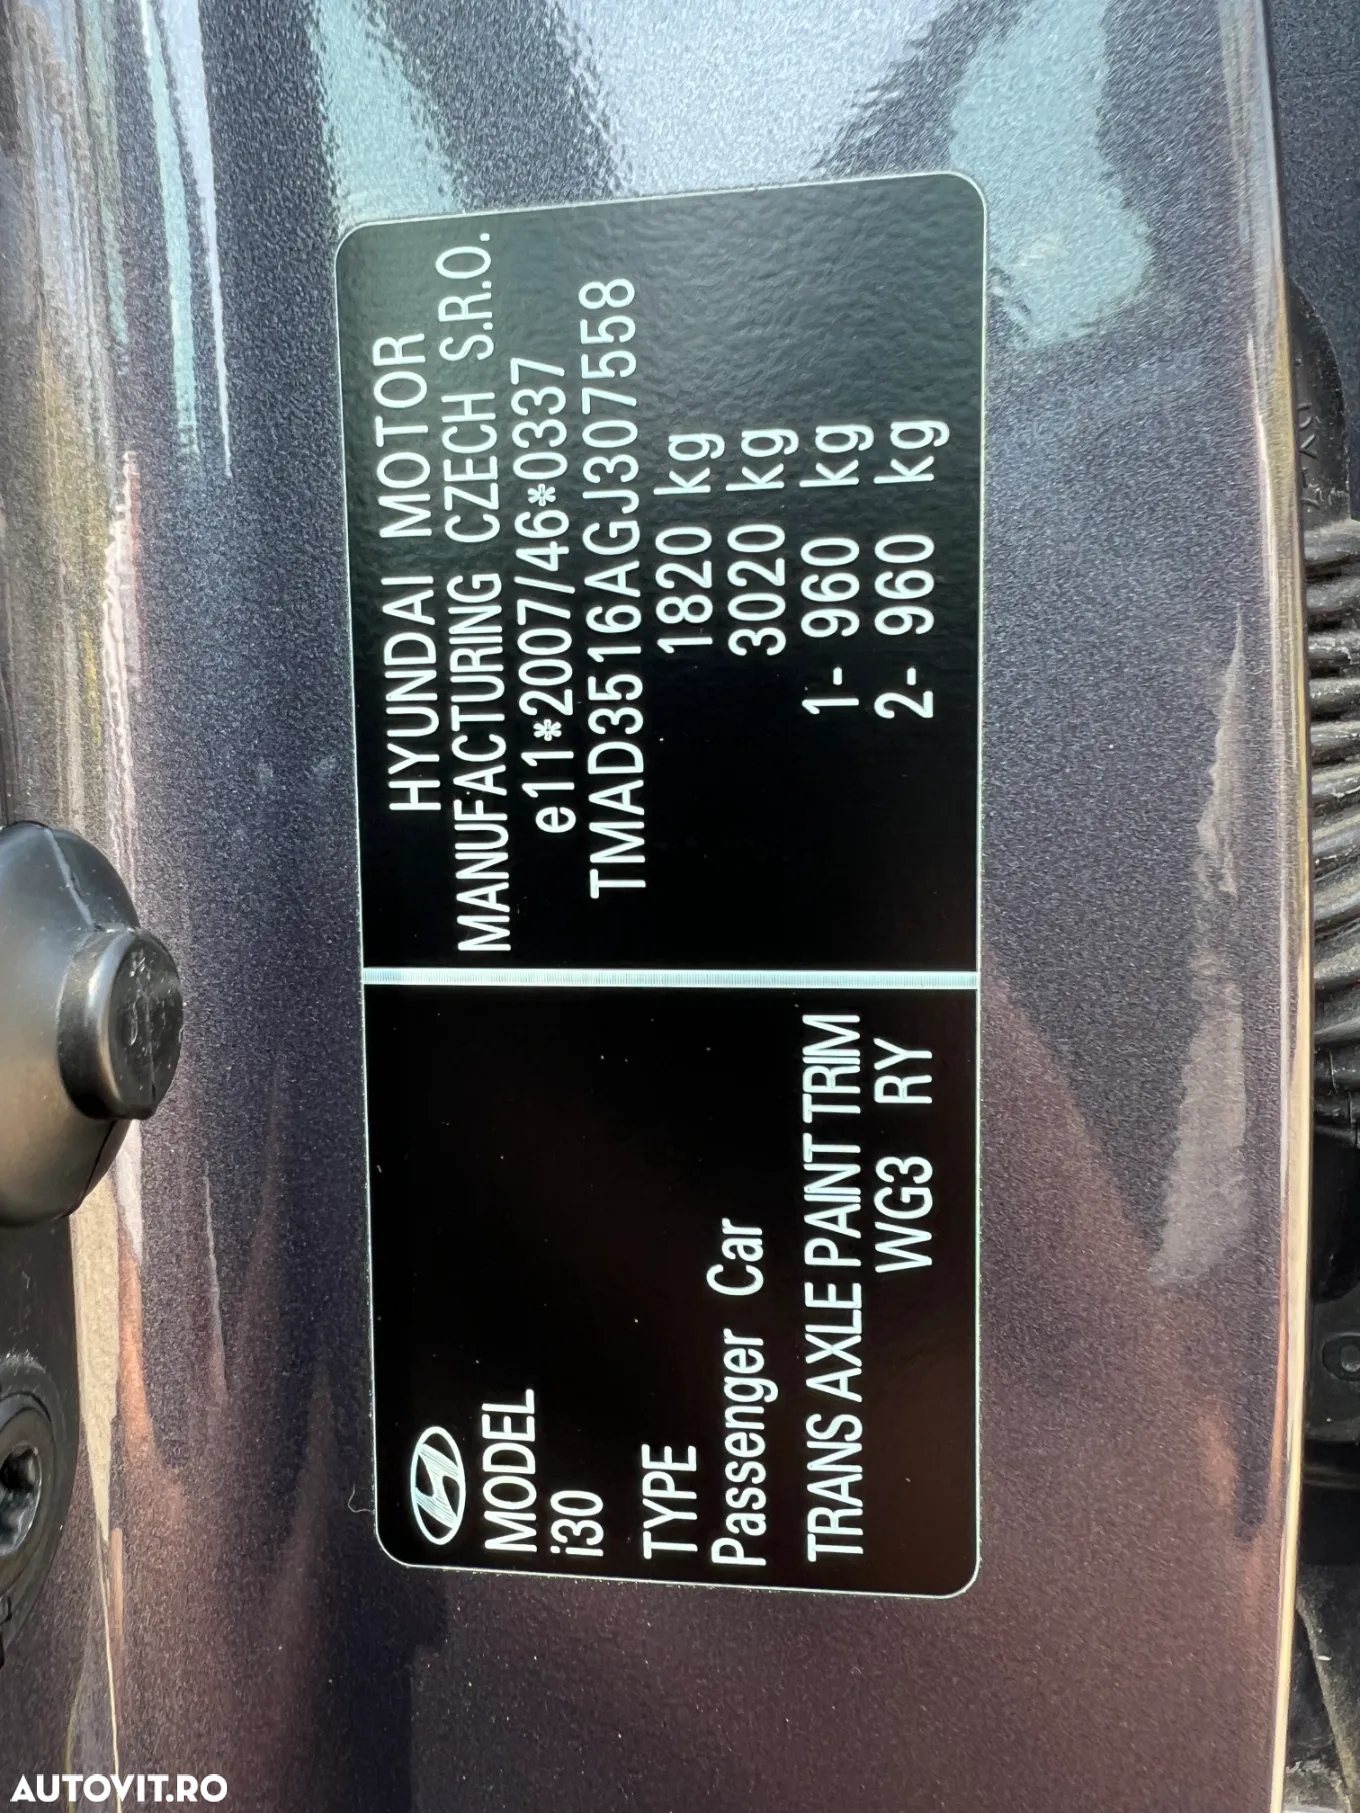 MODEL
i30
TYPE
Passenger Car
TRANS AXLE PAINT TRIM
WG3 RY
HYUNDAI MOTOR
MANUFACTURING CZECH S.R.O.
e11*2007/46*0337
TMAD3516AGJ307558
1820 kg
3020 kg
1- 960 kg
2- 960 kg
AUTOVIT.RO